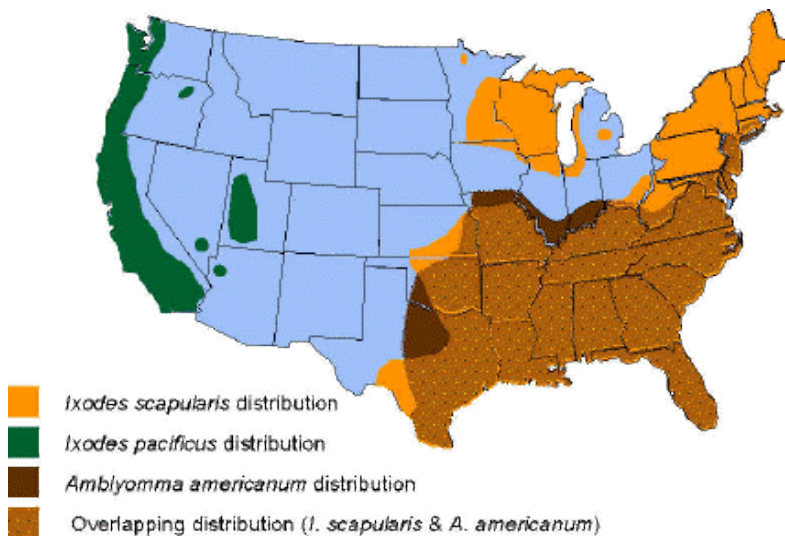 Ixodes scapularis distribution
Ixodes pacificus distribution
Amblyomma americanum distribution
Overlapping distribution (I. scapularis & A. americanum)